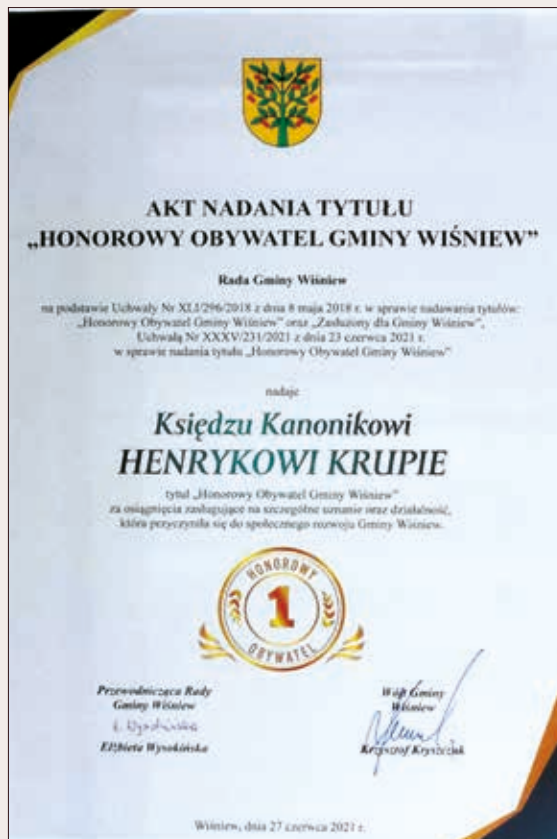 AKT NADANIA TYTUŁU
„HONOROWY OBYWATEL GMINY WIŚNIEW”
Rada Gminy Wiśniew
na podstawie Uchwały Nr XLI/296/2018 z dnia 8 maja 2018 r. w sprawie nadawania tytułów:
„Honorowy Obywatel Gminy Wiśniew” oraz „Zasłużony dla Gminy Wiśniew”,
Uchwałą Nr XXXV/231/2021 z dnia 23 czerwca 2021 r.
w sprawie nadania tytułu „Honorowy Obywatel Gminy Wiśniew”
nadaje
Księdzu Kanonikowi
HENRYKOWI KRUPIE
tytuł „Honorowy Obywatel Gminy Wiśniew”
za osiągnięcia zasługujące na szczególne uznanie oraz działalność,
która przyczyniła się do społecznego rozwoju Gminy Wiśniew.
HONOROWY
1
OBYWATEL
Przewodnicząca Rady
Gminy Wiśniew
E. Wysokińska
Elżbieta Wysokińska
Wójt Gminy
Wiśniew
Krzysztof Kryszczuk
Wiśniew, dnia 27 czerwca 2021 r.